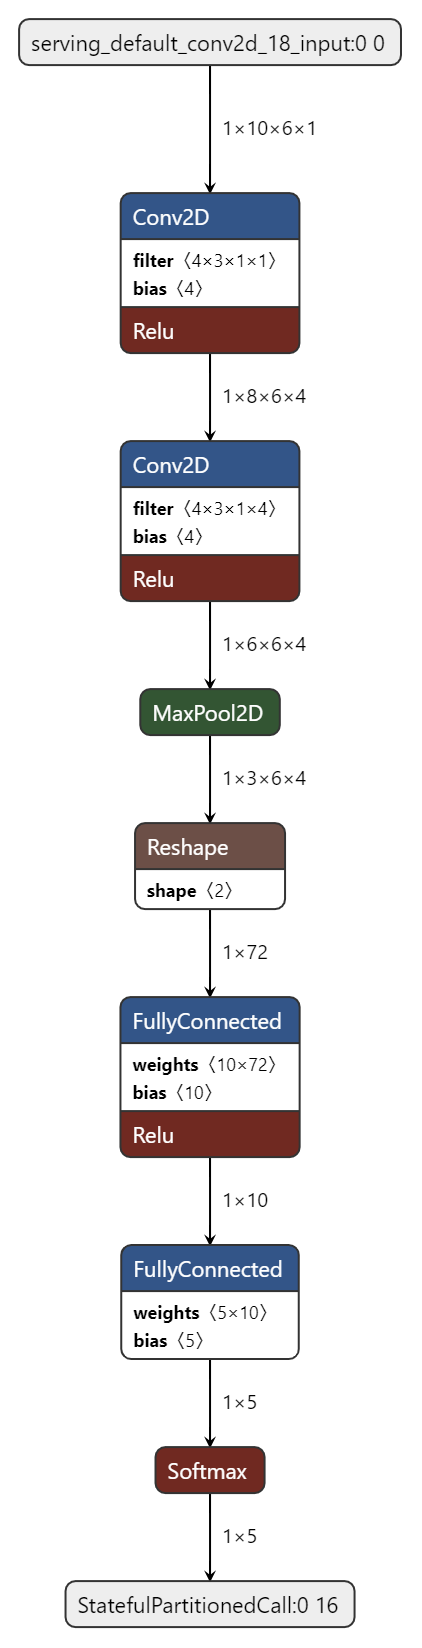 serving_default_conv2d_18_input:0 0
1×10×6×1
Conv2D
filter 〈4×3×1×1〉
bias 〈4〉
Relu
1×8×6×4
Conv2D
filter 〈4×3×1×4〉
bias 〈4〉
Relu
1×6×6×4
MaxPool2D
1×3×6×4
Reshape
shape 〈2〉
1×72
FullyConnected
weights 〈10×72〉
bias 〈10〉
Relu
1×10
FullyConnected
weights 〈5×10〉
bias 〈5〉
1×5
Softmax
1×5
StatefulPartitionedCall:0 16